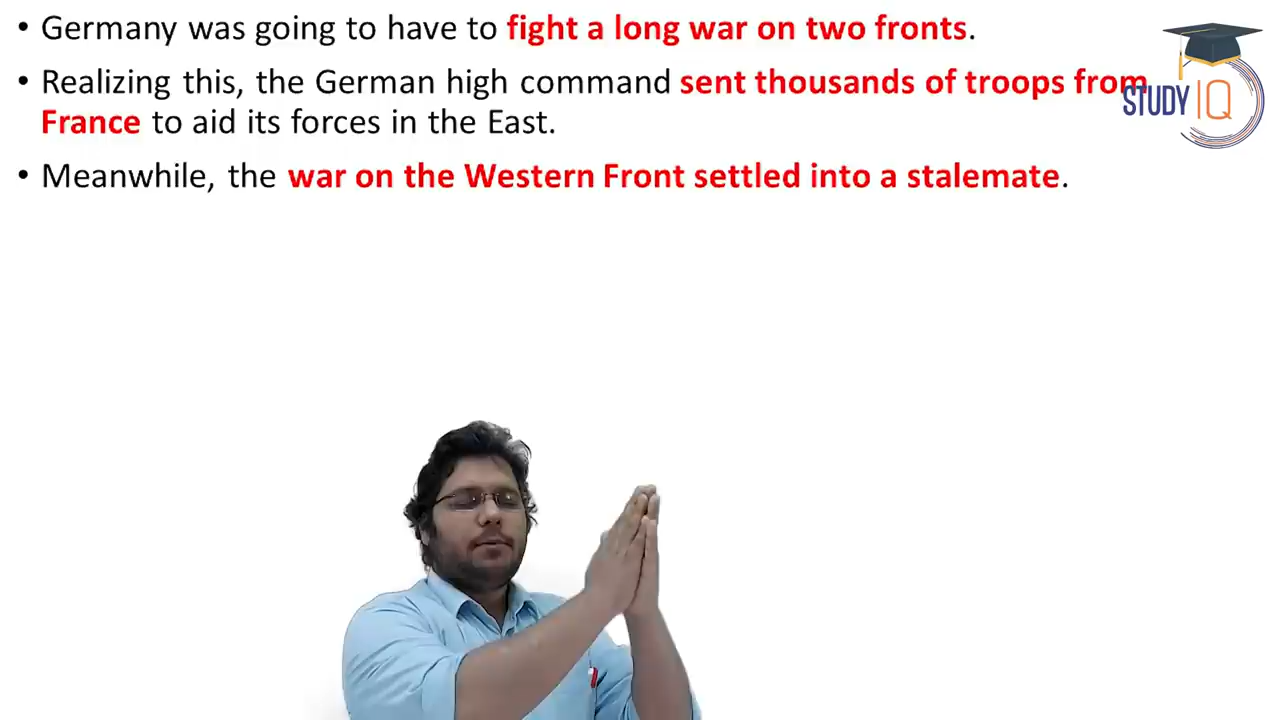 • Germany was going to have to fight a long war on two fronts.
• Realizing this, the German high command sent thousands of troops from
France to aid its forces in the East.
• Meanwhile, the war on the Western Front settled into a stalemate.
STUDY IQ